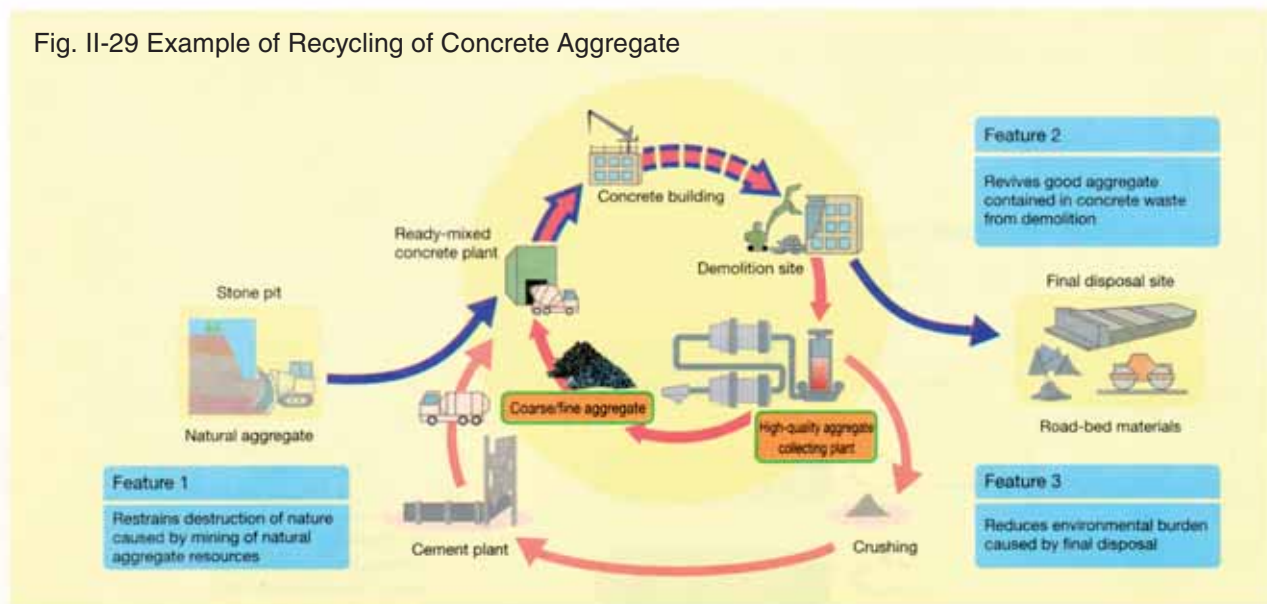 Fig. II-29 Example of Recycling of Concrete Aggregate
Feature 2
Revives good aggregate
contained in concrete waste
from demolition
Concrete building
Ready-mixed
concrete plant
Demolition site
Stone pit
Final disposal site
Coarse/fine aggregate
High-quality aggregate
collecting plant
Natural aggregate
Road-bed materials
Feature 1
Restrains destruction of nature
caused by mining of natural
aggregate resources
Cement plant
Crushing
Feature 3
Reduces environmental burden
caused by final disposal